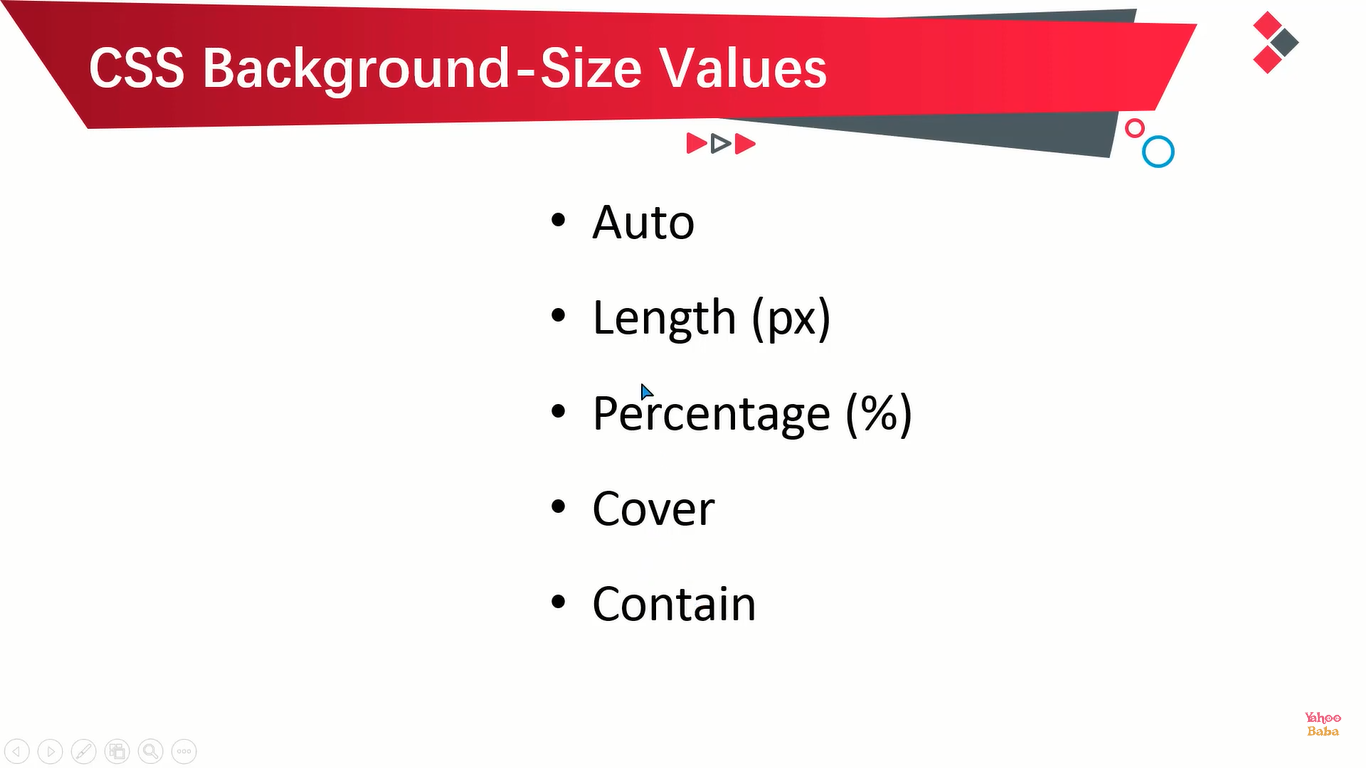 CSS Background-Size Values
• Auto
• Length (px)
• Percentage (%)
• Cover
• Contain
Yahoo
Baba